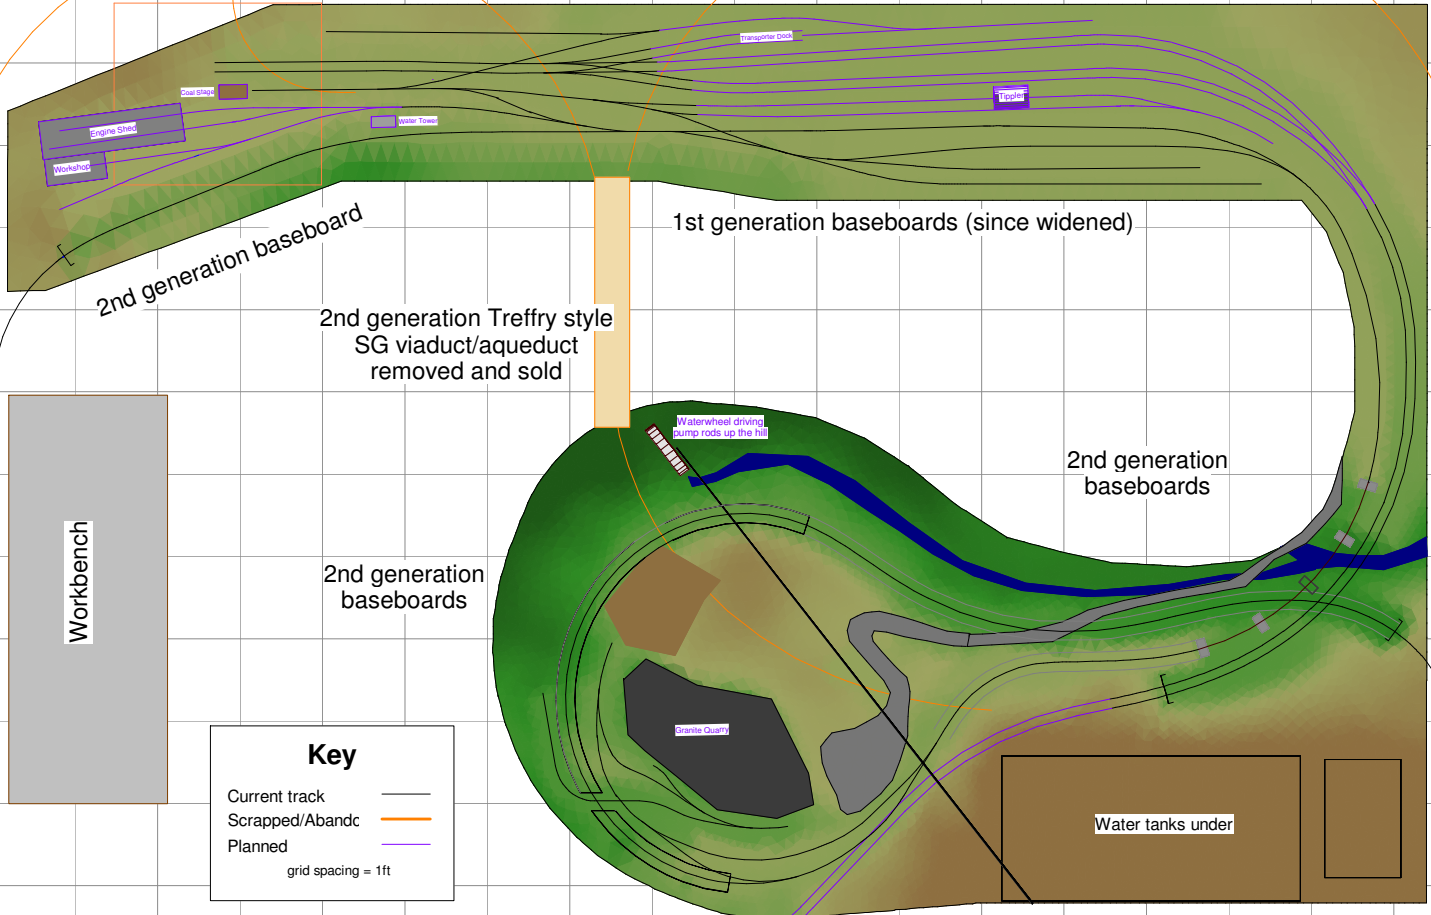 Transporter Dock
Coal Stage
Tippler
Engine Shed
Water Tower
Workshop
2nd generation baseboard
1st generation baseboards (since widened)
2nd generation Treffry style
SG viaduct/aqueduct
removed and sold
Waterwheel driving
pump rods up the hill
2nd generation
baseboards
2nd generation
baseboards
Workbench
Granite Quarry
Key
Current track
Scrapped/Abandc
Planned
grid spacing = 1ft
Water tanks under